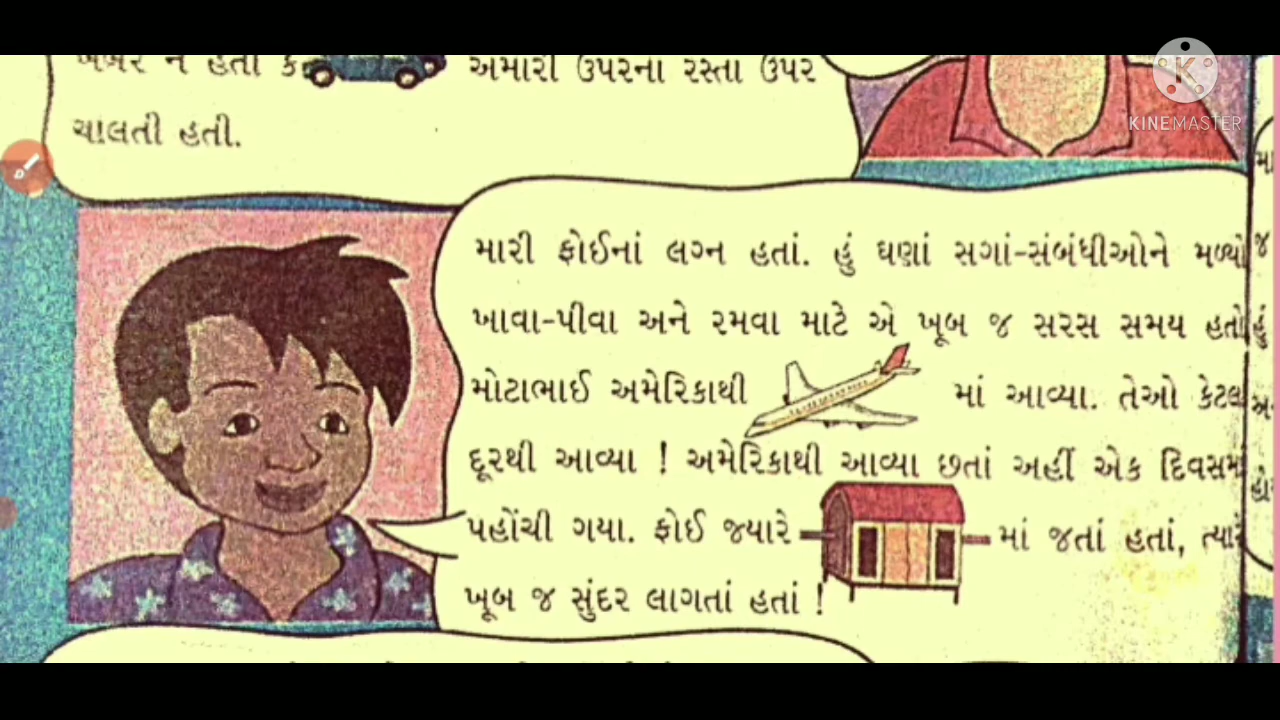 અમારી ઉપરના રસ્તા ઉપર
ચાલતી હતી.
KINEMASTER
મારી ફોઈનાં લગ્ન હતાં. હું ઘણાં સગાં-સંબંધીઓને મળ્યો
ખાવા-પીવા અને રમવા માટે એ ખૂબ જ સરસ સમય હતો
મોટાભાઈ અમેરિકાથી માં આવ્યા. તેઓ કેટલ
દૂરથી આવ્યા ! અમેરિકાથી આવ્યા છતાં અહીં એક દિવસમ
પહોંચી ગયા. ફોઈ જ્યારે માં જતાં હતાં, ત્યારે
ખૂબ જ સુંદર લાગતાં હતાં !